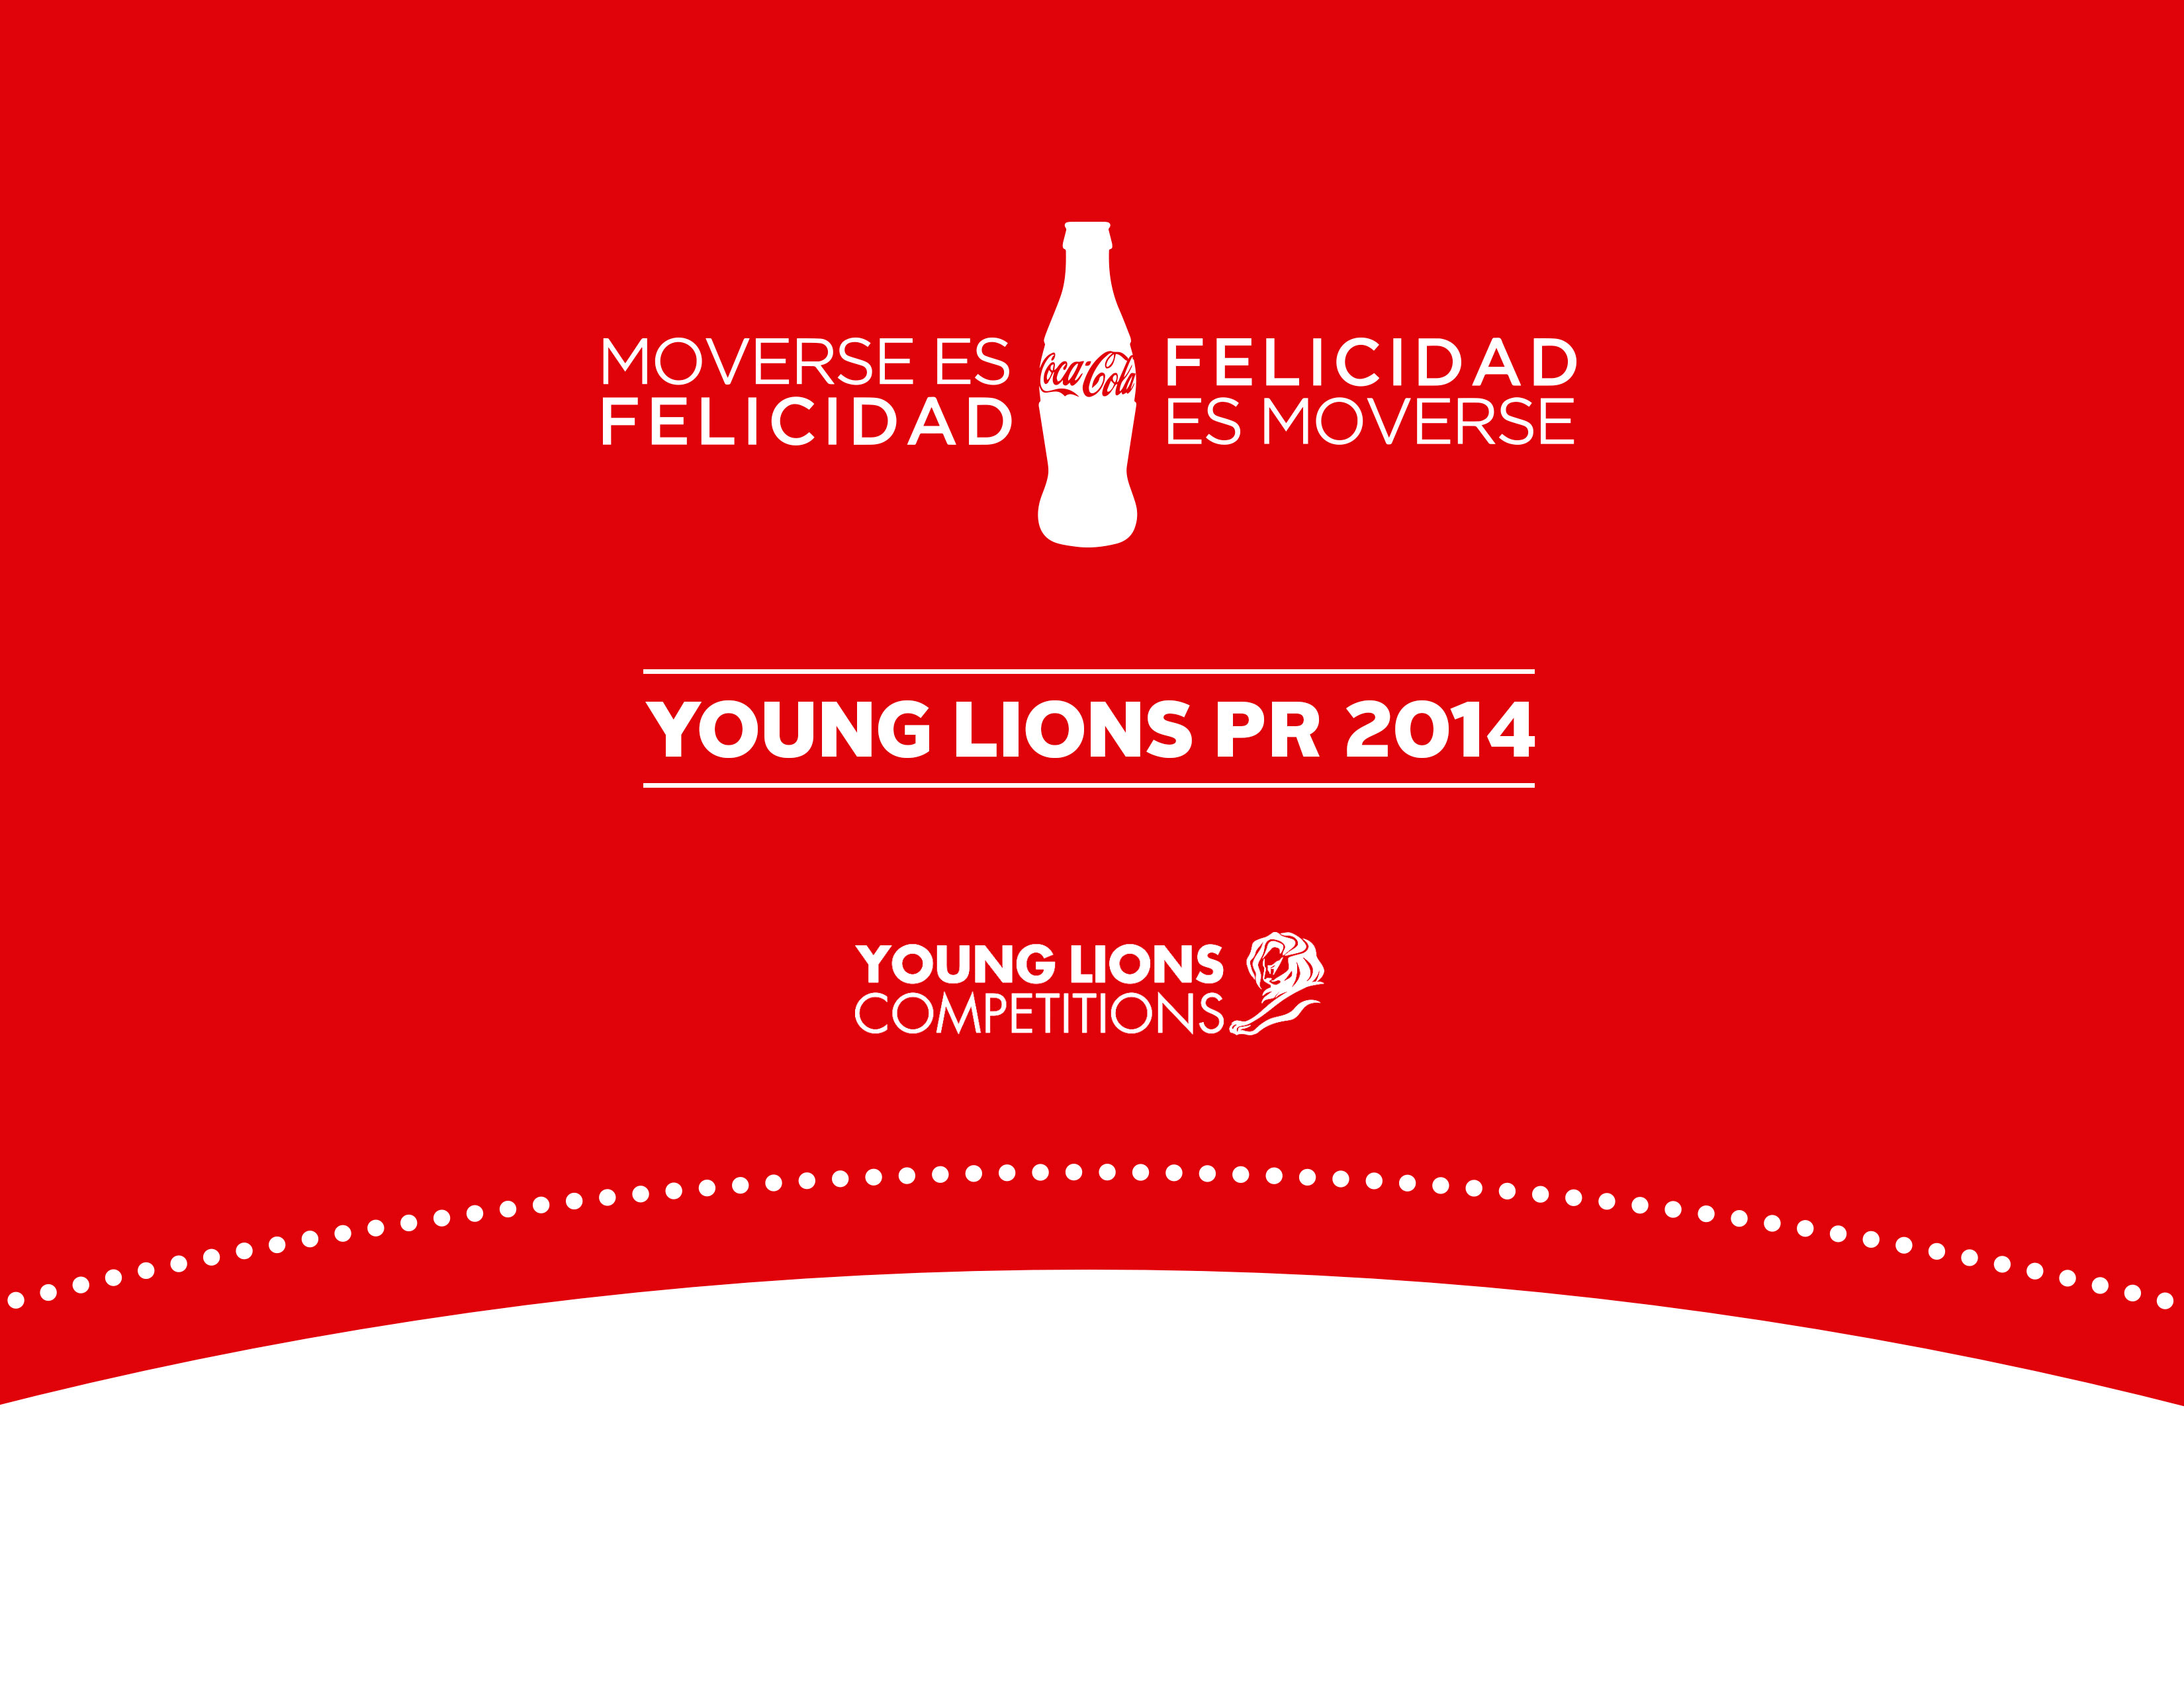 MOVERSE ES
FELICIDAD
Coca-Cola
FELICIDAD
ES MOVERSE
YOUNG LIONS PR 2014
YOUNG LIONS
COMPETITIONS